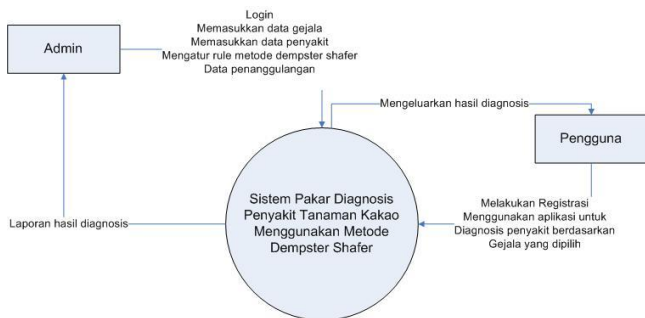 Login
Memasukkan data gejala
Memasukkan data penyakit
Mengatur rule metode dempster shafer
Data penanggulangan
Admin
Mengeluarkan hasil diagnosis
Pengguna
Sistem Pakar Diagnosis
Penyakit Tanaman Kakao
Menggunakan Metode
Dempster Shafer
Melakukan Registrasi
Menggunakan aplikasi untuk
Diagnosis penyakit berdasarkan
Gejala yang dipilih
Laporan hasil diagnosis